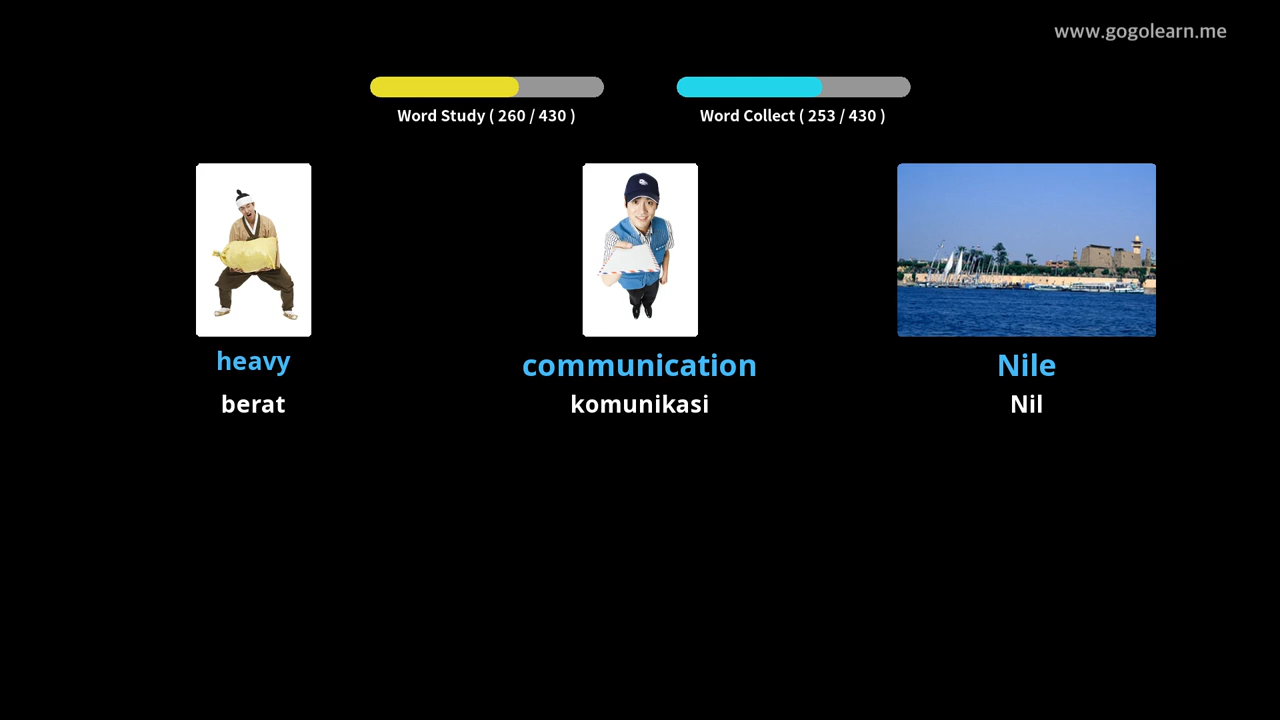 www.gogolearn.me
Word Study ( 260 / 430 )
Word Collect ( 253 / 430 )
heavy
communication
Nile
berat
komunikasi
Nil